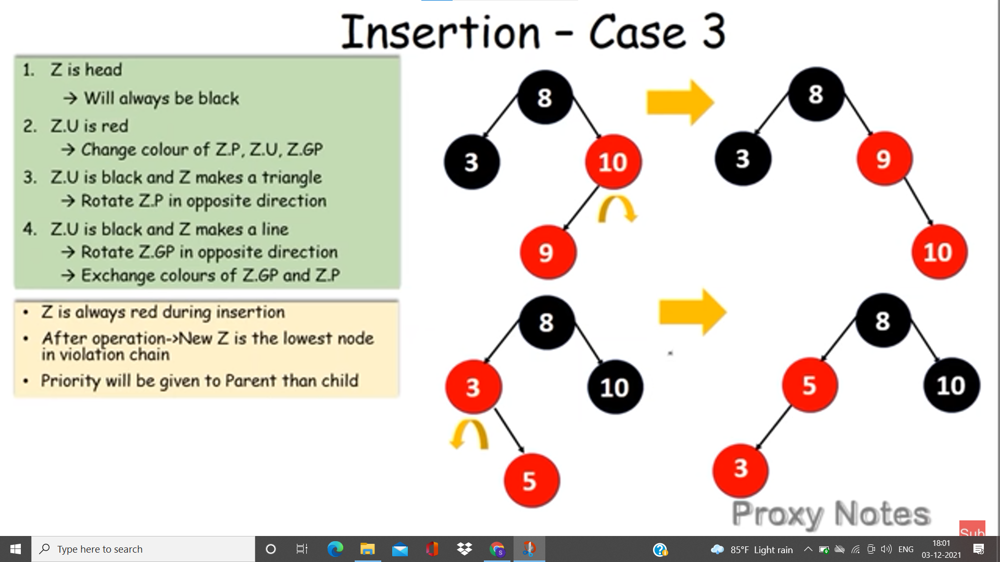 Insertion – Case 3
1. Z is head
→ Will always be black
2. Z.U is red
→ Change colour of Z.P, Z.U, Z.GP
3. Z.U is black and Z makes a triangle
→ Rotate Z.P in opposite direction
4. Z.U is black and Z makes a line
→ Rotate Z.GP in opposite direction
→ Exchange colours of Z.GP and Z.P
• Z is always red during insertion
• After operation->New Z is the lowest node
in violation chain
• Priority will be given to Parent than child
8
3
10
9
8
3
9
10
8
3
10
5
8
5
10
3
Proxy Notes
Sub
Type here to search
S
85°F Light rain
ENG
18:01
03-12-2021